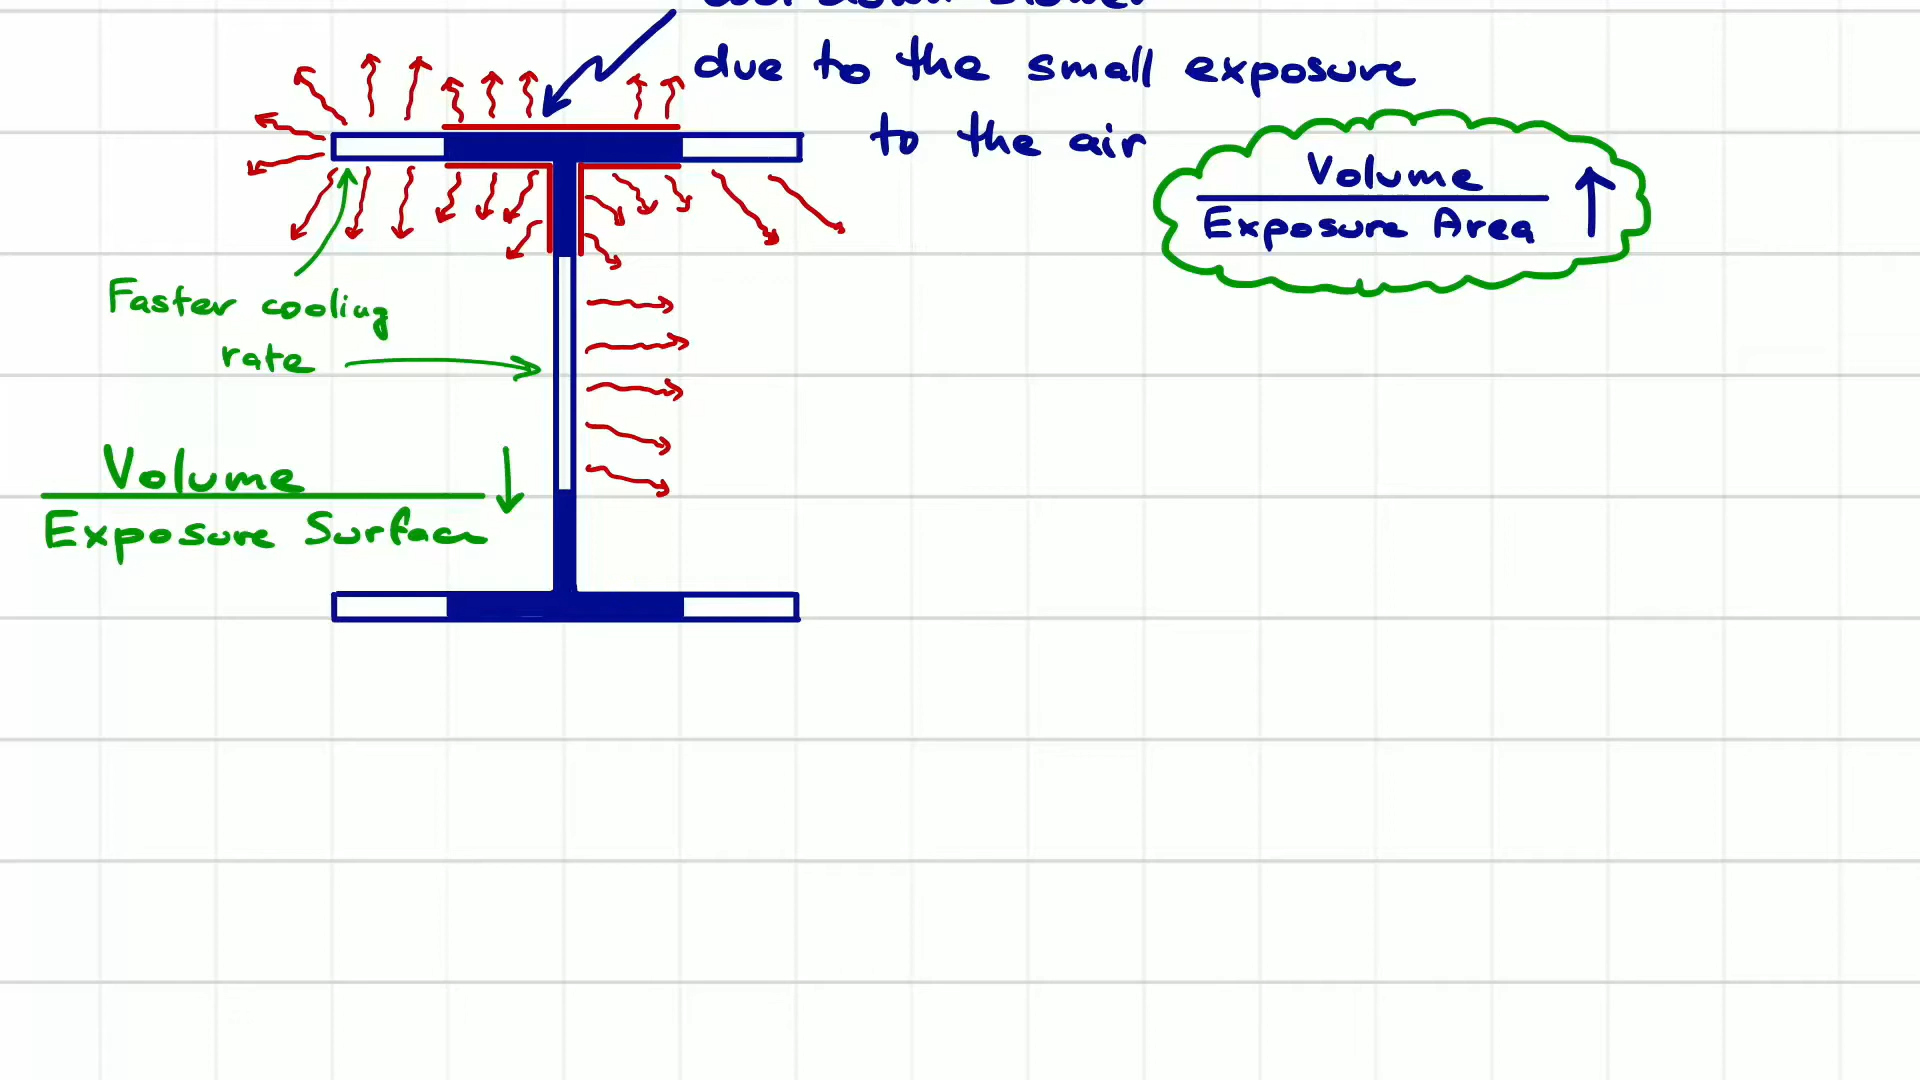 due to the small exposure
to the air
Volume
Exposure Area
Faster cooling
rate
Volume
Exposure Surface